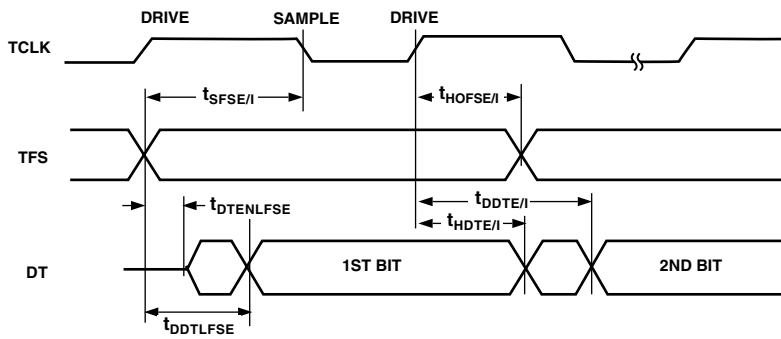 DRIVE SAMPLE DRIVE
TCLK
tSFSE/I tHOFSE/I
TFS
tDDTE/I
tDTENLFSE
tHDTE/I
DT 1ST BIT 2ND BIT
tDDTLFSE